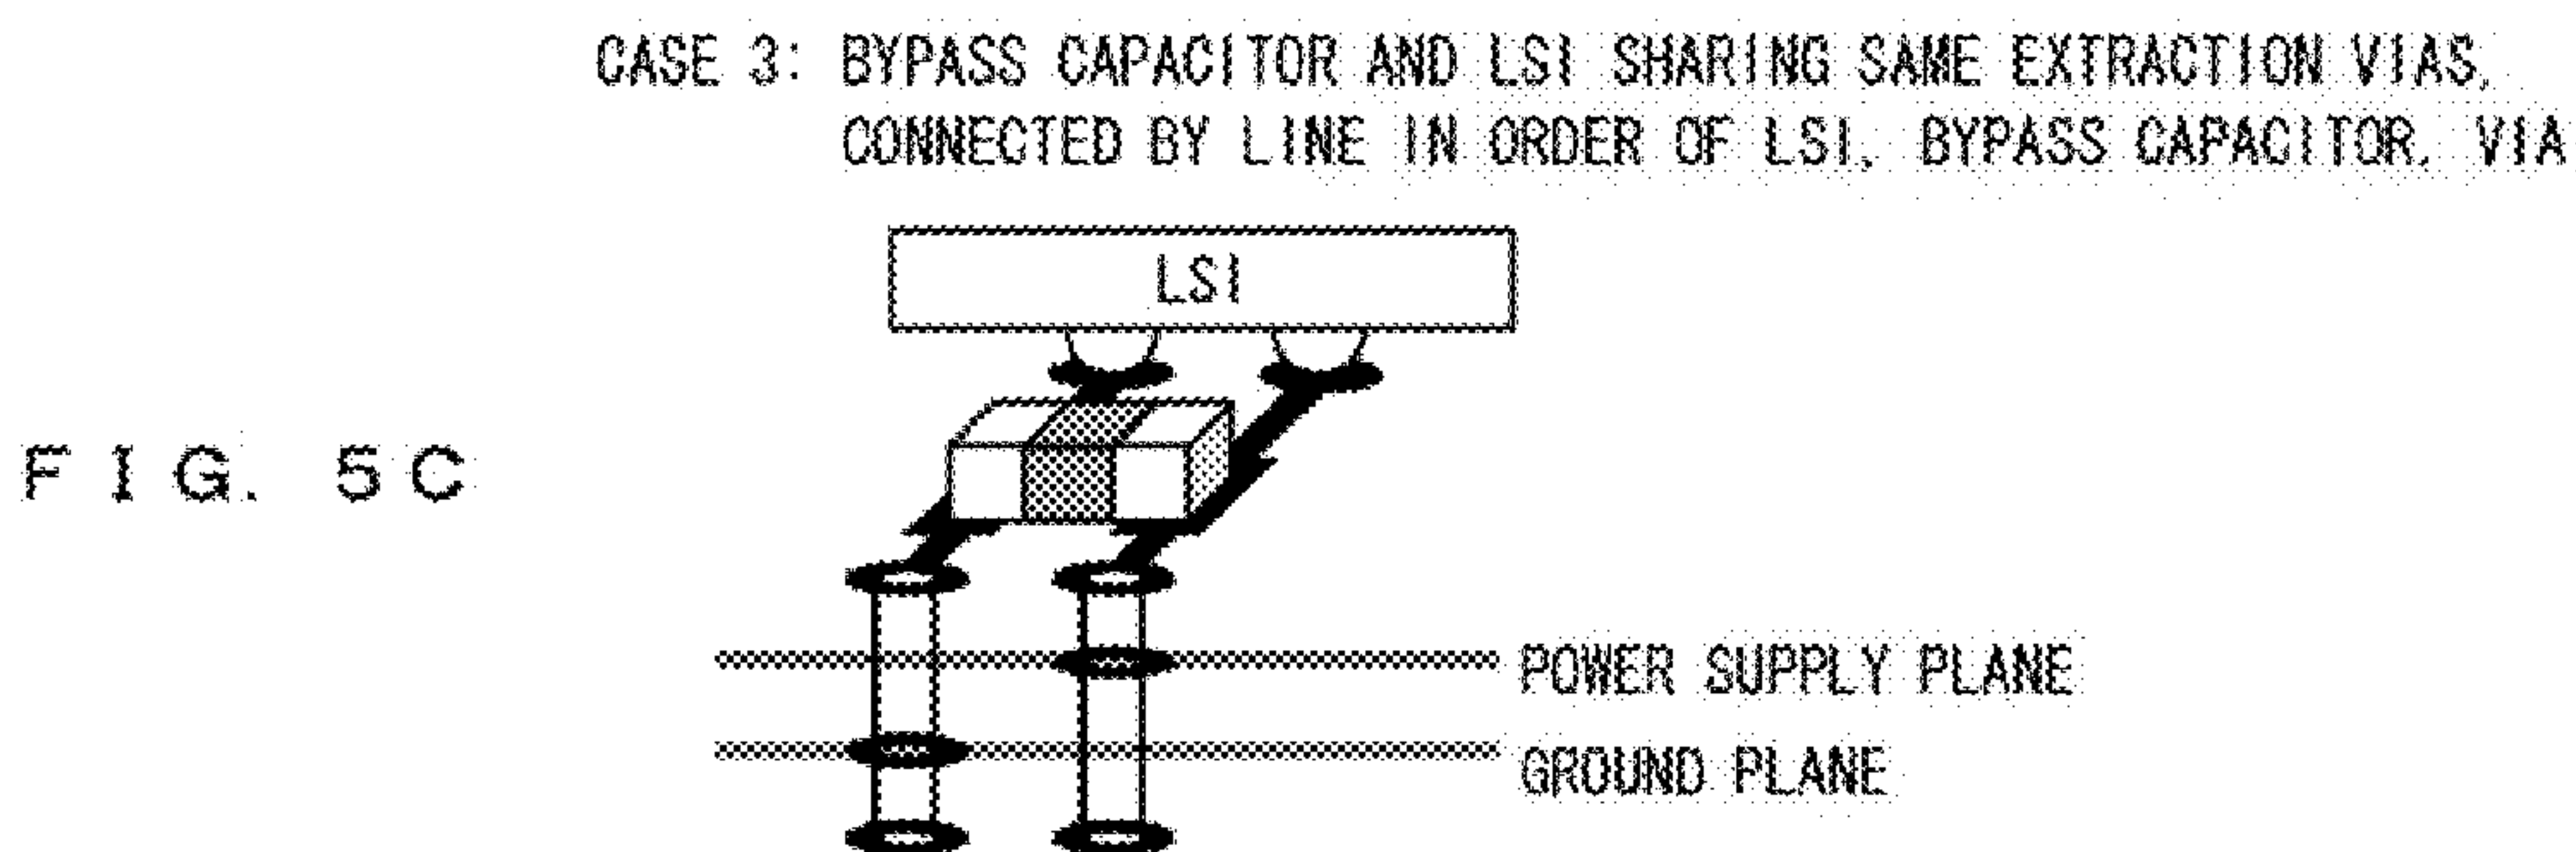 CASE 3: BYPASS CAPACITOR AND LSI SHARING SAME EXTRACTION VIAS,
CONNECTED BY LINE IN ORDER OF LSI, BYPASS CAPACITOR, VIA
LSI
FIG. 5C
POWER SUPPLY PLANE
GROUND PLANE